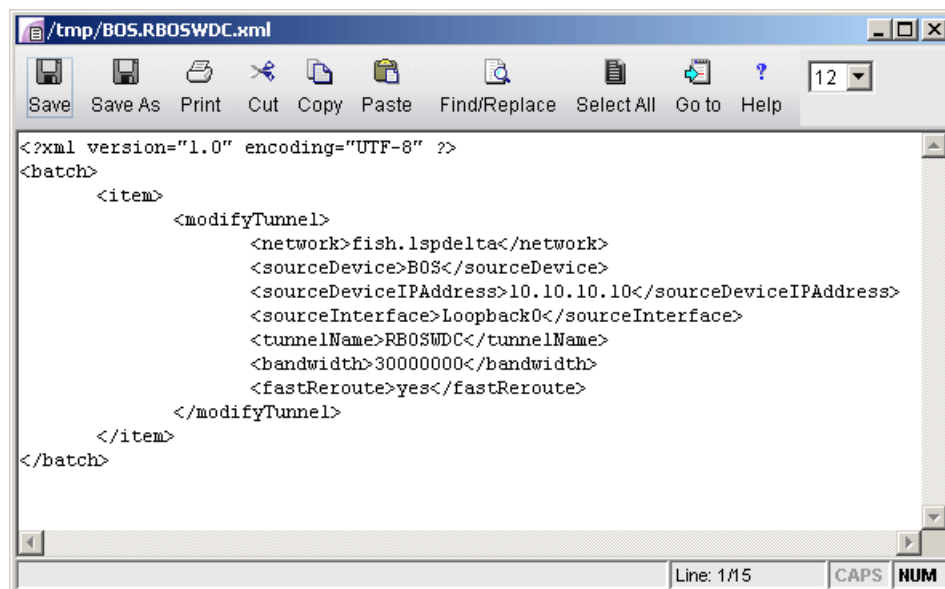 /tmp/BOS.RBOSWDC.xml
Save Save As Print Cut Copy Paste Find/Replace Select All Go to Help 12
<?xml version="1.0" encoding="UTF-8" ?>
<batch>
<item>
<modifyTunnel>
<network>fish.lspdelta</network>
<sourceDevice>BOS</sourceDevice>
<sourceDeviceIPAddress>10.10.10.10</sourceDeviceIPAddress>
<sourceInterface>Loopback0</sourceInterface>
<tunnelName>RBOSWDC</tunnelName>
<bandwidth>30000000</bandwidth>
<fastReroute>yes</fastReroute>
</modifyTunnel>
</item>
</batch>
Line: 1/15 CAPS NUM